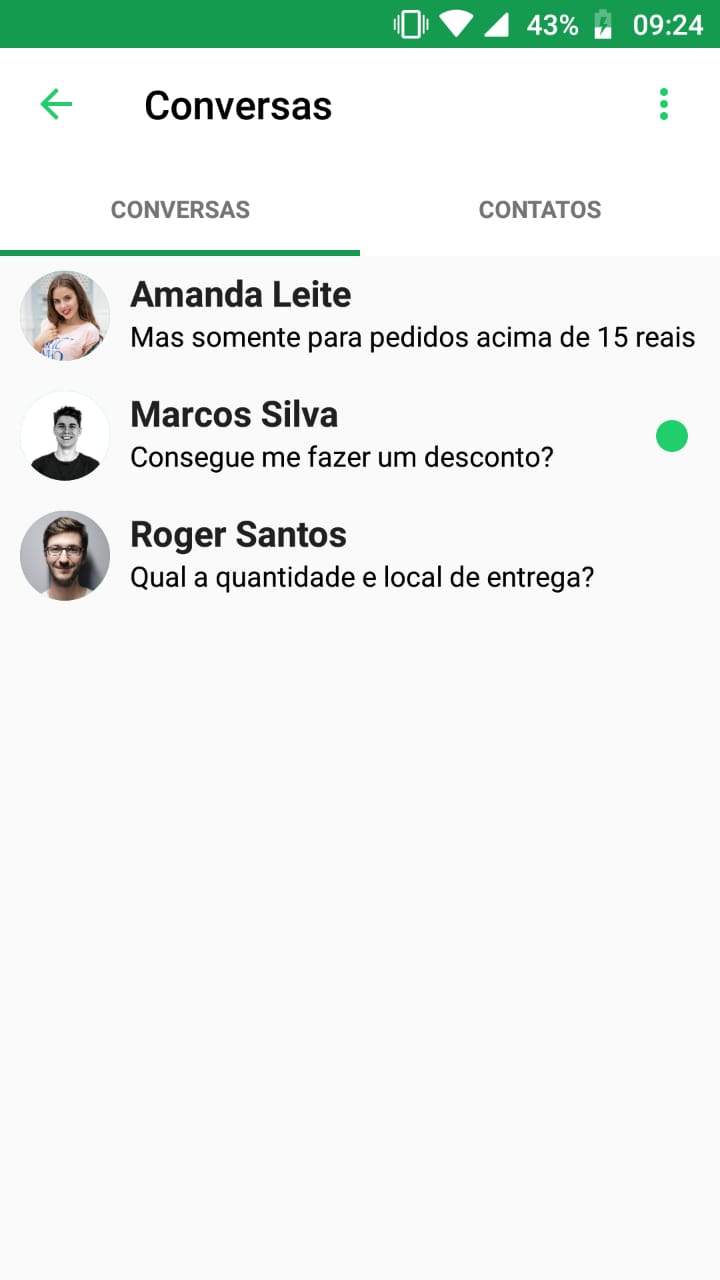 43% 09:24
Conversas
CONVERSAS CONTATOS
Amanda Leite
Mas somente para pedidos acima de 15 reais
Marcos Silva
Consegue me fazer um desconto?
Roger Santos
Qual a quantidade e local de entrega?